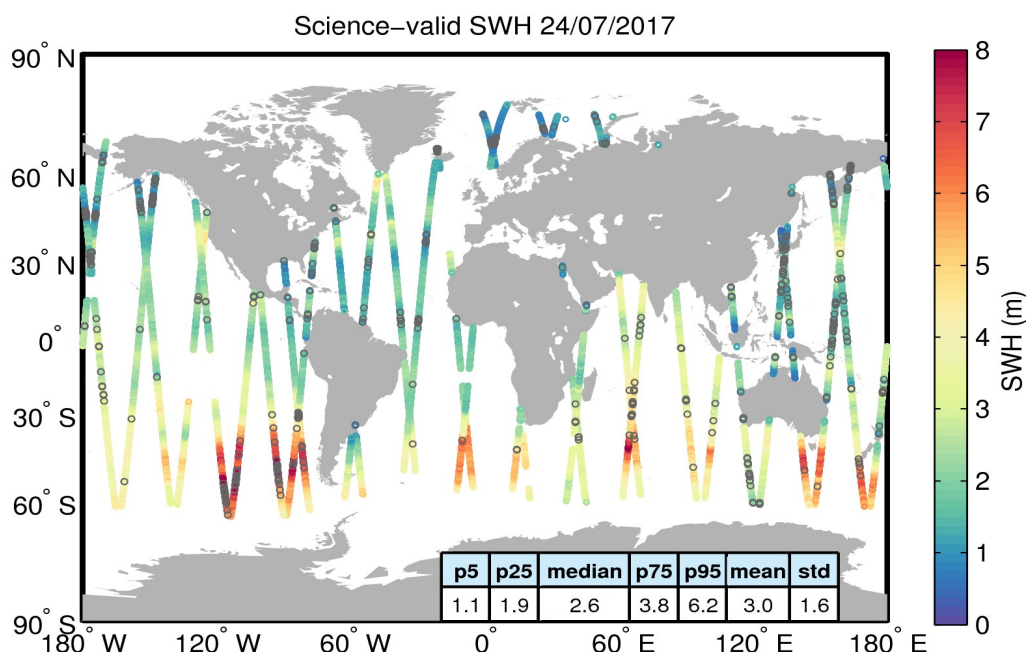 Science−valid SWH 24/07/2017
90° N
60° N
30° N
0°
30° S
60° S
90° S
180° W
120° W
60° W
0°
60° E
120° E
180° E
p5 p25 median p75 p95 mean std
1.1 1.9 2.6 3.8 6.2 3.0 1.6
8
7
6
5
4
3
2
1
0
SWH (m)